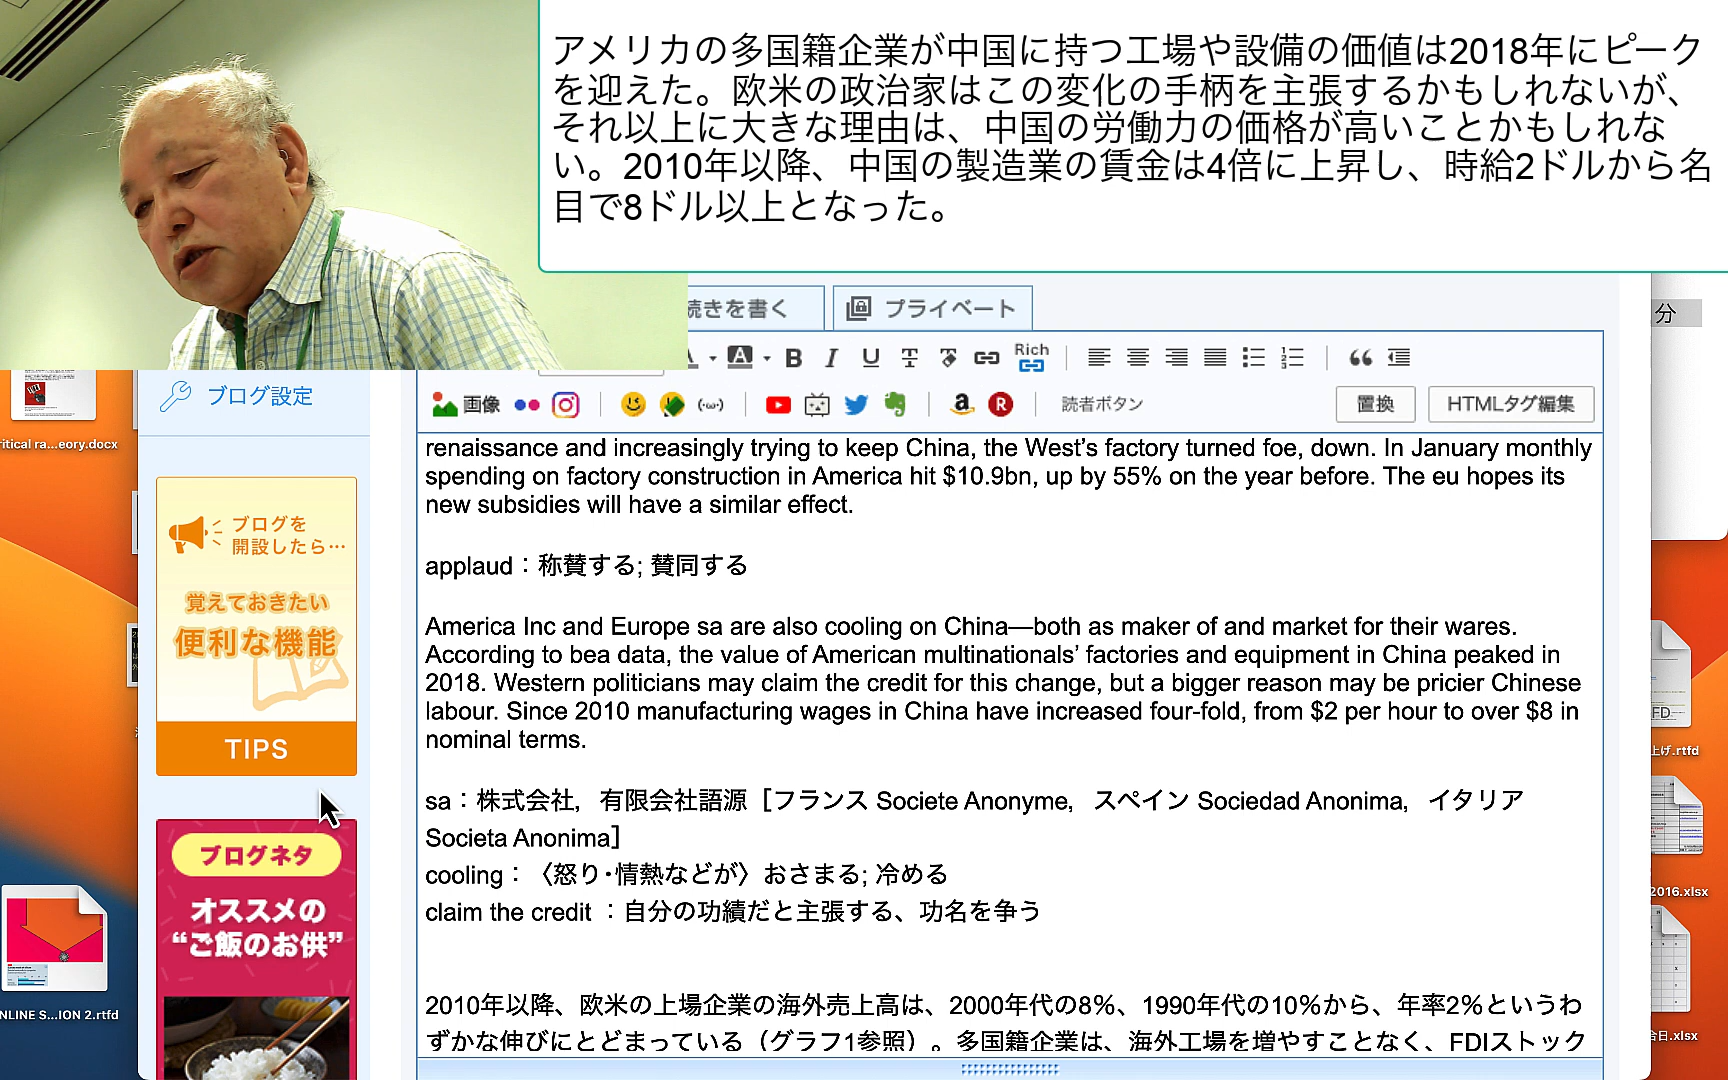 アメリカの多国籍企業が中国に持つ工場や設備の価値は2018年にピーク
を迎えた。欧米の政治家はこの変化の手柄を主張するかもしれないが、
それ以上に大きな理由は、中国の労働力の価格が高いことかもしれな
い。2010年以降、中国の製造業の賃金は4倍に上昇し、時給2ドルから名
目で8ドル以上となった。
続きを書く
プライベート
分
A B I U T Rich
画像
読者ボタン
置換
HTMLタグ編集
ブログ設定
ritical ra...eory.docx
ブログを
開設したら…
覚えておきたい
便利な機能
TIPS
ブログネタ
オススメの
“ご飯のお供”
NLINE S...ION 2.rtfd
renaissance and increasingly trying to keep China, the West’s factory turned foe, down. In January monthly
spending on factory construction in America hit $10.9bn, up by 55% on the year before. The eu hopes its
new subsidies will have a similar effect.
applaud：称賛する; 賛同する
America Inc and Europe sa are also cooling on China—both as maker of and market for their wares.
According to bea data, the value of American multinationals’ factories and equipment in China peaked in
2018. Western politicians may claim the credit for this change, but a bigger reason may be pricier Chinese
labour. Since 2010 manufacturing wages in China have increased four-fold, from $2 per hour to over $8 in
nominal terms.
sa：株式会社，有限会社語源［フランス Societe Anonyme，スペイン Sociedad Anonima，イタリア
Societa Anonima］
cooling：〈怒り･情熱などが〉おさまる; 冷める
claim the credit ：自分の功績だと主張する、功名を争う
2010年以降、欧米の上場企業の海外売上高は、2000年代の8%、1990年代の10%から、年率2%というわ
ずかな伸びにとどまっている（グラフ1参照）。多国籍企業は、海外工場を増やすことなく、FDIストック
FD
上げ.rtfd
2016.xlsx
合日.xlsx